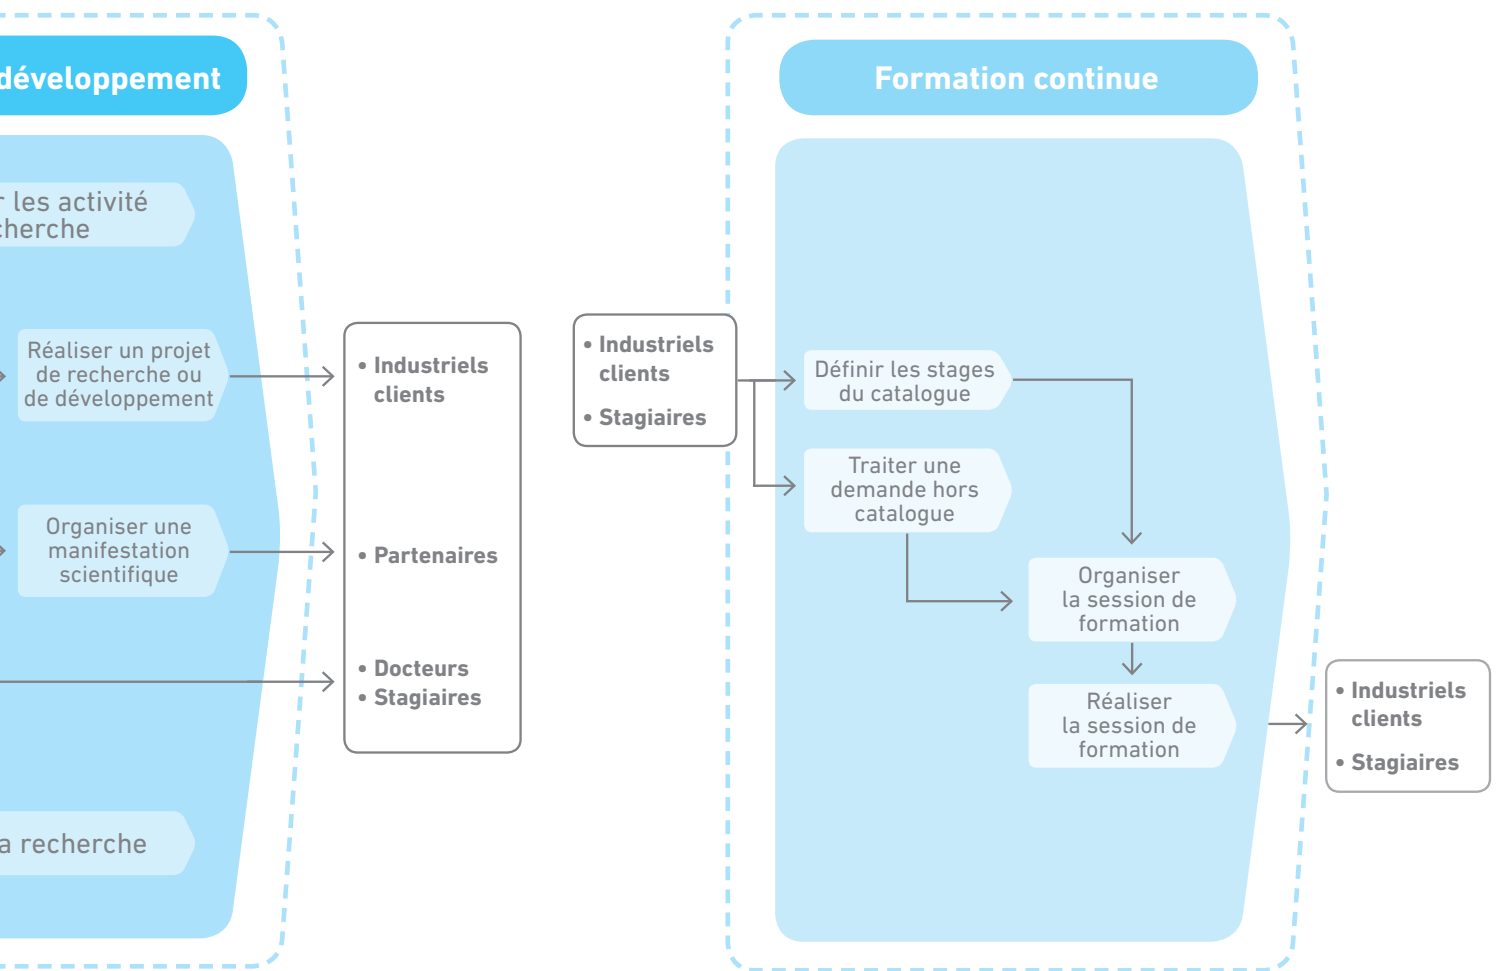 développement
r les activité
cherche
Réaliser un projet
de recherche ou
de développement
Organiser une
manifestation
scientifique
a recherche
• Industriels
clients
• Partenaires
• Docteurs
• Stagiaires
Formation continue
• Industriels
clients
• Stagiaires
Définir les stages
du catalogue
Traiter une
demande hors
catalogue
Organiser
la session de
formation
Réaliser
la session de
formation
• Industriels
clients
• Stagiaires